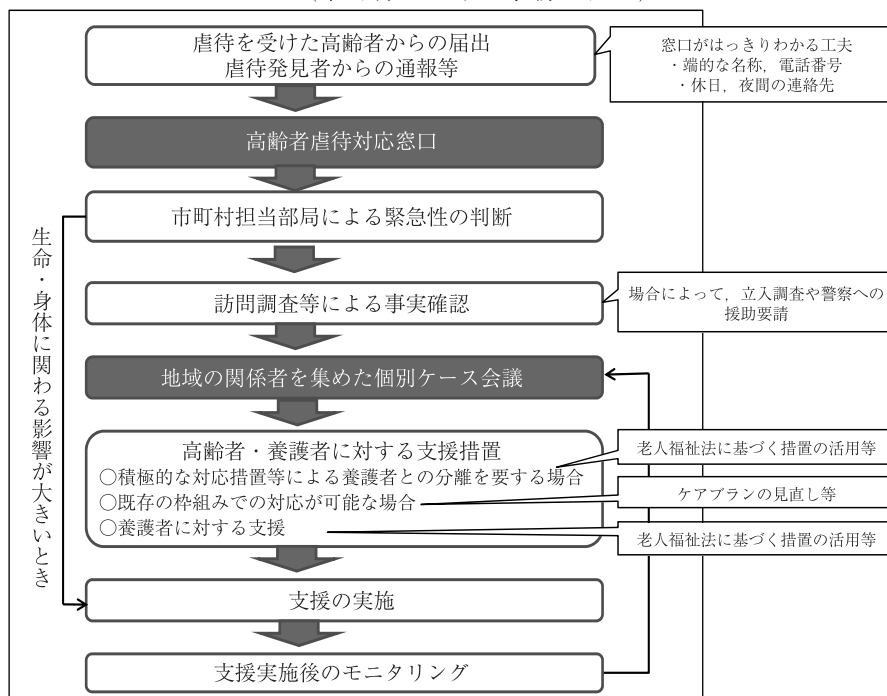 虐待を受けた高齢者からの届出
虐待発見者からの通報等
窓口がはっきりわかる工夫
・端的な名称，電話番号
・休日，夜間の連絡先
高齢者虐待対応窓口
市町村担当部局による緊急性の判断
生命・身体に関わる影響が大きいとき
訪問調査等による事実確認
場合によって，立入調査や警察への
援助要請
地域の関係者を集めた個別ケース会議
高齢者・養護者に対する支援措置
○積極的な対応措置等による養護者との分離を要する場合
○既存の枠組みでの対応が可能な場合
○養護者に対する支援
老人福祉法に基づく措置の活用等
ケアプランの見直し等
老人福祉法に基づく措置の活用等
支援の実施
支援実施後のモニタリング